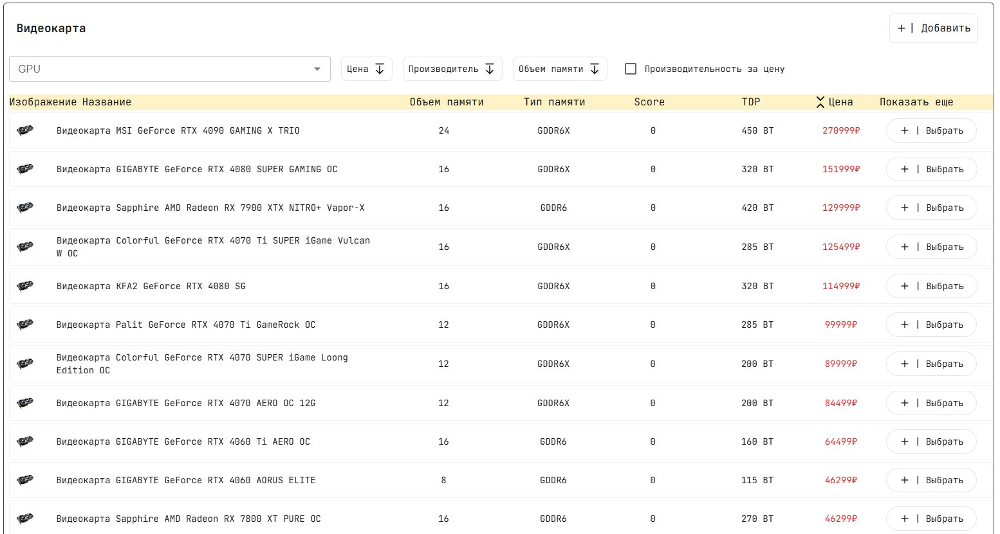 Видеокарта
+ | Добавить
GPU
Цена
Производитель
Объем памяти
Производительность за цену
Изображение Название Объем памяти Тип памяти Score TDP Цена Показать еще
Видеокарта MSI GeForce RTX 4090 GAMING X TRIO 24 GDDR6X 0 450 ВТ 270999₽ + | Выбрать
Видеокарта GIGABYTE GeForce RTX 4080 SUPER GAMING OC 16 GDDR6X 0 320 ВТ 151999₽ + | Выбрать
Видеокарта Sapphire AMD Radeon RX 7900 XTX NITRO+ Vapor-X 16 GDDR6 0 420 ВТ 129999₽ + | Выбрать
Видеокарта Colorful GeForce RTX 4070 Ti SUPER iGame Vulcan
W OC
16 GDDR6X 0 285 ВТ 125499₽ + | Выбрать
Видеокарта KFA2 GeForce RTX 4080 SG 16 GDDR6X 0 320 ВТ 114999₽ + | Выбрать
Видеокарта Palit GeForce RTX 4070 Ti GameRock OC 12 GDDR6X 0 285 ВТ 99999₽ + | Выбрать
Видеокарта Colorful GeForce RTX 4070 SUPER iGame Loong
Edition OC
12 GDDR6X 0 200 ВТ 89999₽ + | Выбрать
Видеокарта GIGABYTE GeForce RTX 4070 AERO OC 12G 12 GDDR6X 0 200 ВТ 84499₽ + | Выбрать
Видеокарта GIGABYTE GeForce RTX 4060 Ti AERO OC 16 GDDR6 0 160 ВТ 64499₽ + | Выбрать
Видеокарта GIGABYTE GeForce RTX 4060 AORUS ELITE 8 GDDR6 0 115 ВТ 46299₽ + | Выбрать
Видеокарта Sapphire AMD Radeon RX 7800 XT PURE OC 16 GDDR6 0 270 ВТ 46299₽ + | Выбрать